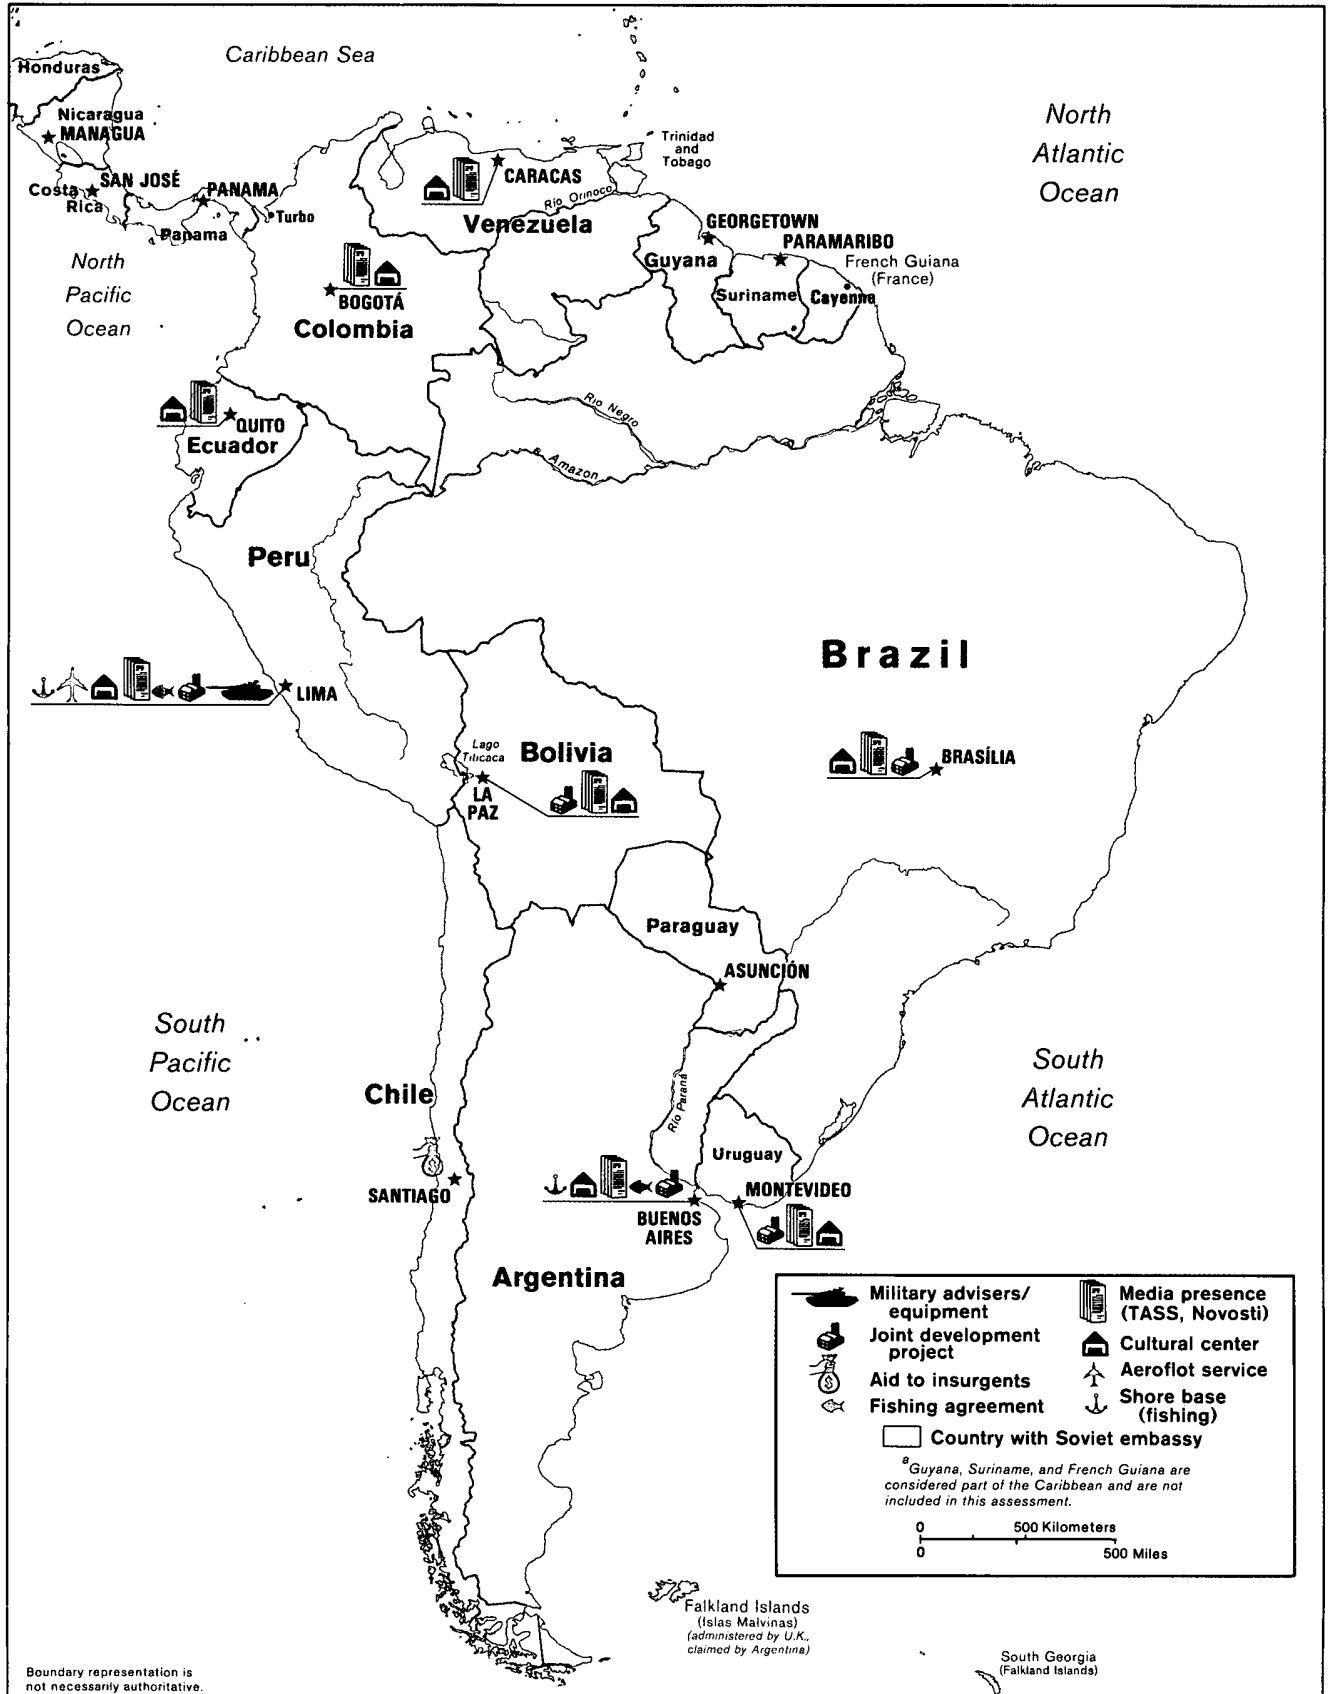 Caribbean Sea
Honduras
Nicaragua
MANAGUA
North
Atlantic
Ocean
Trinidad
and
Tobago
CARACAS
Costa
Rica
SAN JOSÉ
PANAMA
Panama
Turbo
Río Orinoco
Venezuela
GEORGETOWN
PARAMARIBO
Guyana
French Guiana
(France)
Suriname
Cayenne
North
Pacific
Ocean
BOGOTÁ
Colombia
QUITO
Ecuador
Rio Negro
R. Amazon
Peru
Brazil
LIMA
Lago
Titicaca
Bolivia
LA
PAZ
BRASÍLIA
Paraguay
ASUNCIÓN
South
Pacific
Ocean
South
Atlantic
Ocean
Chile
Río Paraná
Uruguay
SANTIAGO
MONTEVIDEO
BUENOS
AIRES
Argentina
Military advisers/
equipment
Joint development
project
Aid to insurgents
Fishing agreement
Media presence
(TASS, Novosti)
Cultural center
Aeroflot service
Shore base
(fishing)
Country with Soviet embassy
a Guyana, Suriname, and French Guiana are
considered part of the Caribbean and are not
included in this assessment.
0 500 Kilometers
0 500 Miles
Falkland Islands
(Islas Malvinas)
(administered by U.K.,
claimed by Argentina)
South Georgia
(Falkland Islands)
Boundary representation is
not necessarily authoritative.